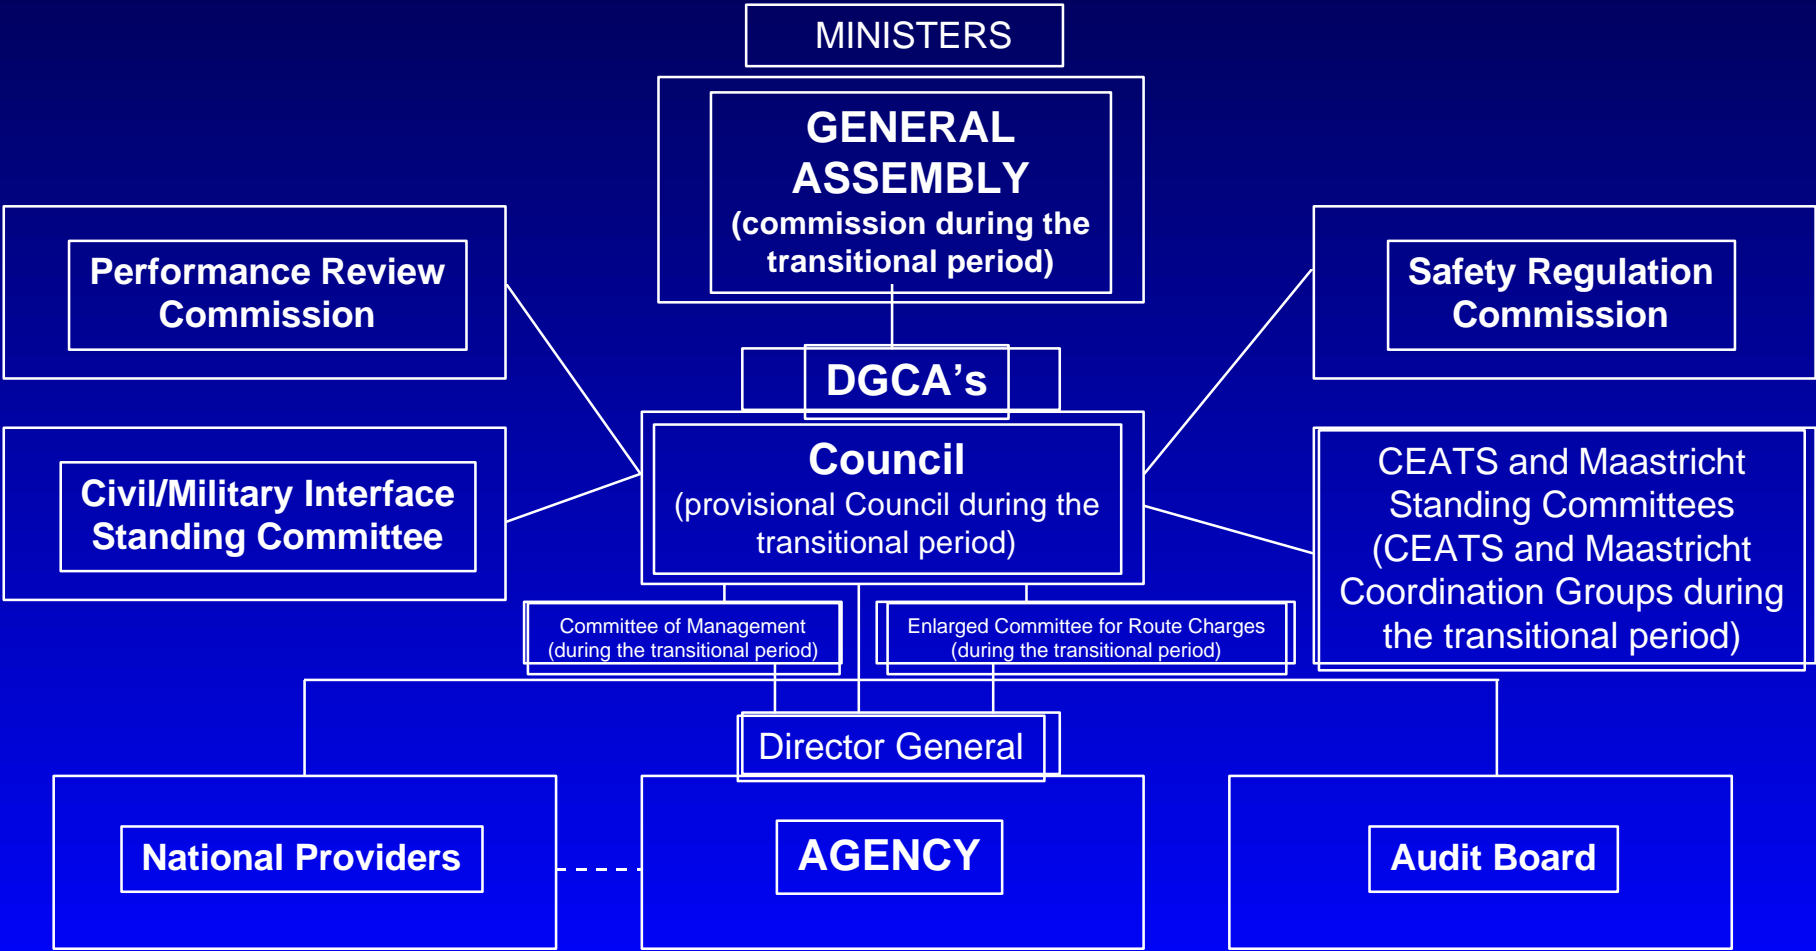 MINISTERS
GENERAL
ASSEMBLY
(commission during the
transitional period)
Performance Review
Commission
Safety Regulation
Commission
DGCA’s
Council
(provisional Council during the
transitional period)
Civil/Military Interface
Standing Committee
CEATS and Maastricht
Standing Committees
(CEATS and Maastricht
Coordination Groups during
the transitional period)
Committee of Management
(during the transitional period)
Enlarged Committee for Route Charges
(during the transitional period)
Director General
National Providers
AGENCY
Audit Board